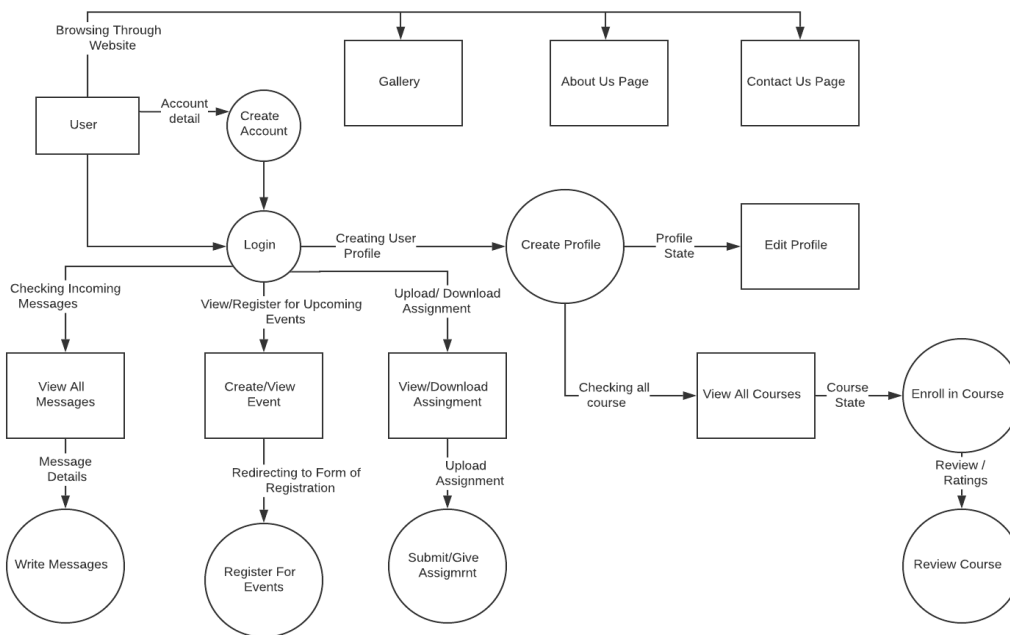 Browsing Through
Website
Gallery
About Us Page
Contact Us Page
User
Account
detail
Create
Account
Login
Creating User
Profile
Create Profile
Profile
State
Edit Profile
Checking Incoming
Messages
View/Register for Upcoming
Events
Upload/ Download
Assignment
View All
Messages
Create/View
Event
View/Download
Assingment
Checking all
course
View All Courses
Course
State
Enroll in Course
Message
Details
Redirecting to Form of
Registration
Upload
Assignment
Review /
Ratings
Write Messages
Register For
Events
Submit/Give
Assigmrnt
Review Course